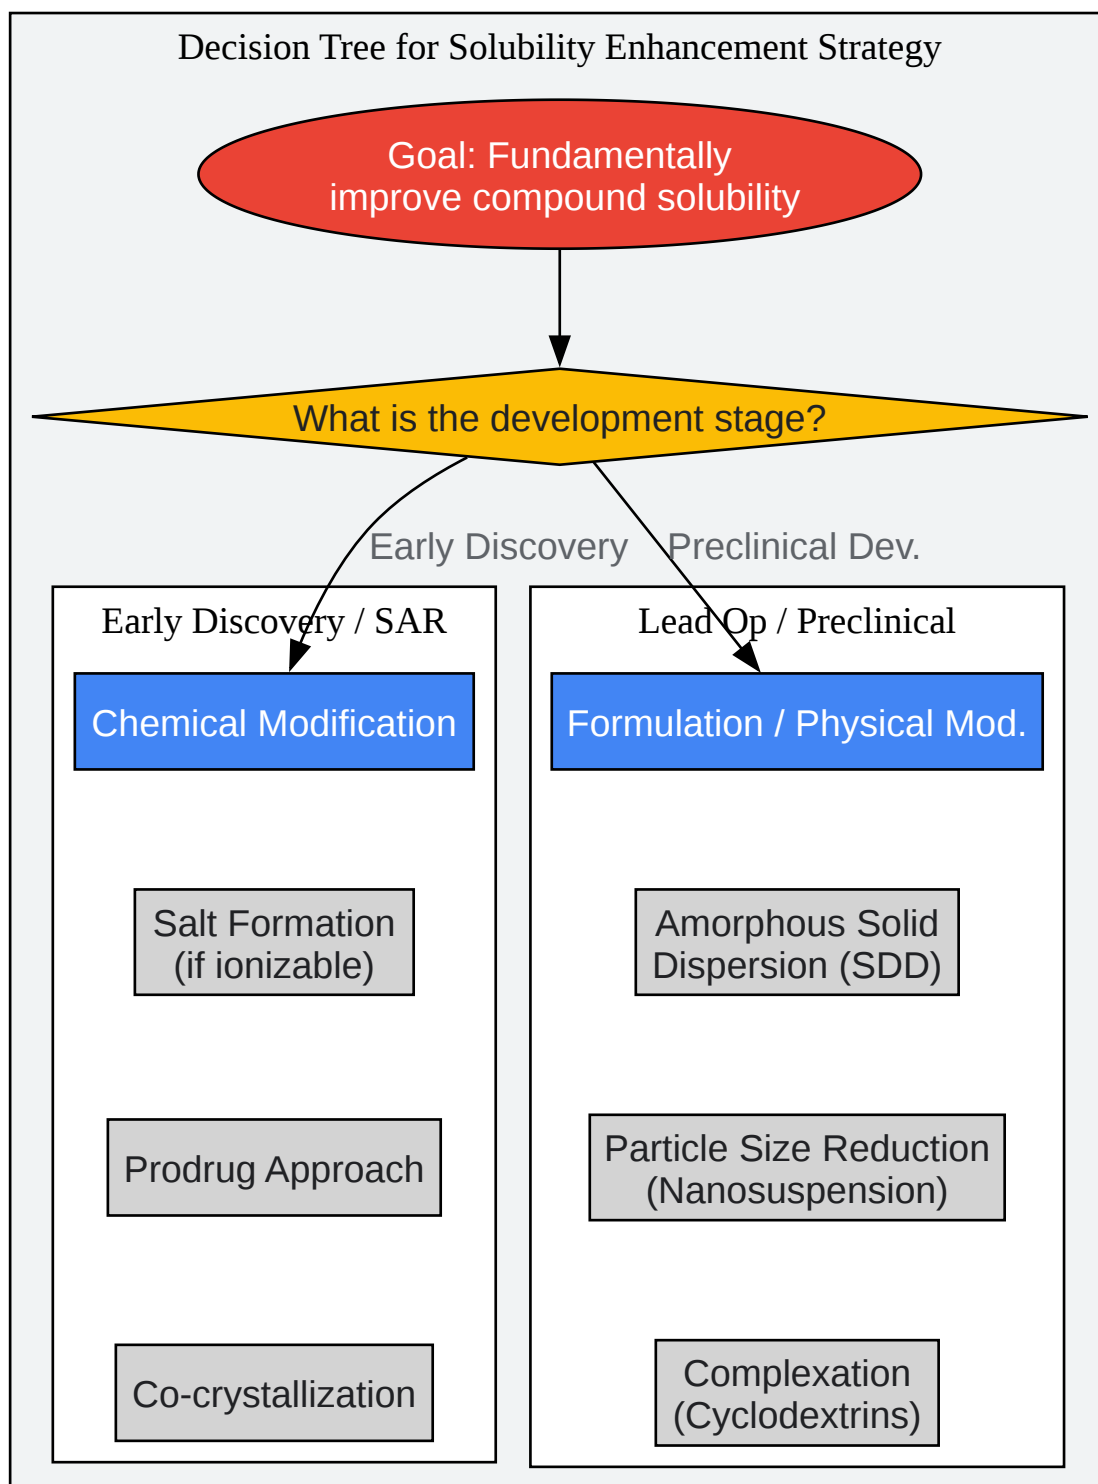 Decision Tree for Solubility Enhancement Strategy
Goal: Fundamentally
improve compound solubility
What is the development stage?
Early Discovery
Preclinical Dev.
Early Discovery / SAR
Chemical Modification
Salt Formation
(if ionizable)
Prodrug Approach
Co-crystallization
Lead Op / Preclinical
Formulation / Physical Mod.
Amorphous Solid
Dispersion (SDD)
Particle Size Reduction
(Nanosuspension)
Complexation
(Cyclodextrins)